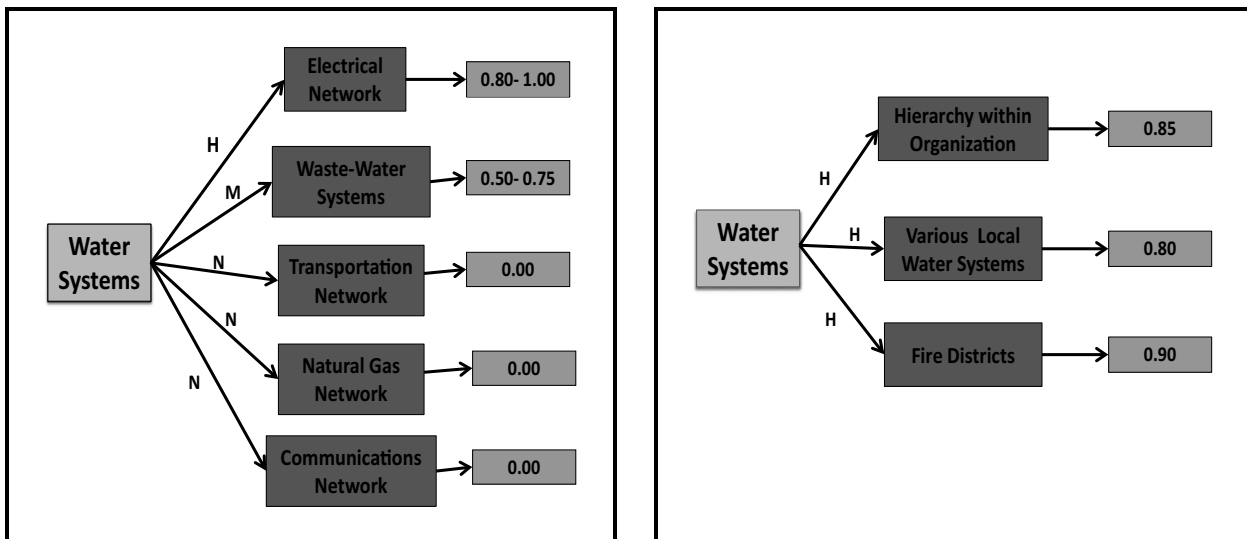 Electrical
Network
0.80- 1.00
H
Waste-Water
Systems
0.50- 0.75
M
Water
Systems
N
Transportation
Network
0.00
N
Natural Gas
Network
0.00
N
Communications
Network
0.00
Hierarchy within
Organization
0.85
H
Water
Systems
H
Various Local
Water Systems
0.80
H
Fire Districts
0.90